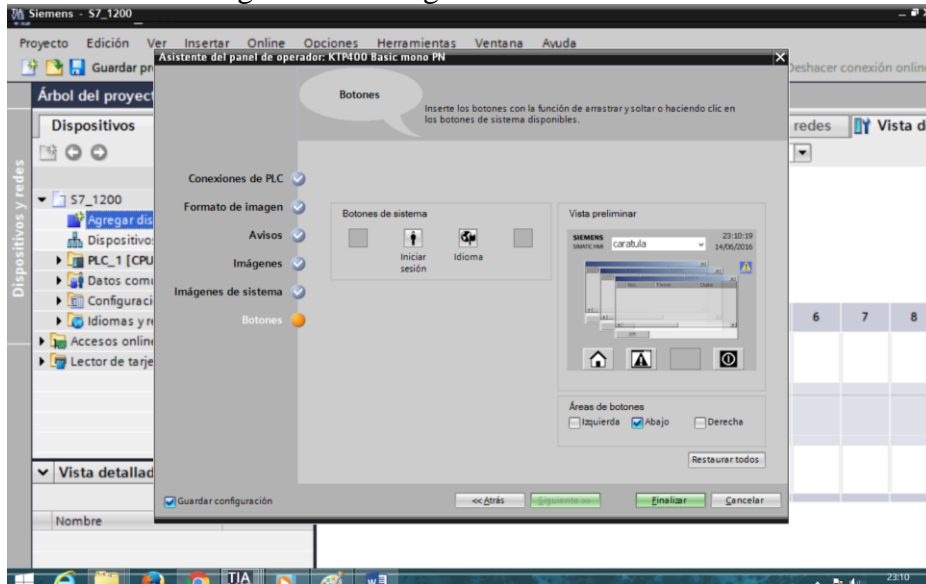 Siemens - S7_1200
Proyecto Edición Ver Insertar Online Opciones Herramientas Ventana Ayuda
Asistente del panel de operador: KTP400 Basic mono PN
Guardar pr
Deshacer conexión onlin
Árbol del proyec
Botones
Inserte los botones con la función de arrastrar y soltar o haciendo clic en
los botones de sistema disponibles.
Dispositivos
redes
Vista d
Dispositivos y redes
Conexiones de PLC
S7_1200
Formato de imagen
Agregar dis
Avisos
Dispositivo
PLC_1 [CPU
Imágenes
Datos comu
Imágenes de sistema
Configuraci
Botones
Idiomas y r
Accesos online
Lector de tarje
Botones de sistema
Iniciar
sesión
Idioma
Vista preliminar
SIEMENS
SIMATIC HMI
caratula
23:10:19
14/06/2016
No. Time Date
6 7 8
Áreas de botones
Izquierda Abajo Derecha
Restaurar todos
Vista detallad
Guardar configuración
<< Atrás
Siguiente >>
Finalizar
Cancelar
Nombre
TIA
23:10